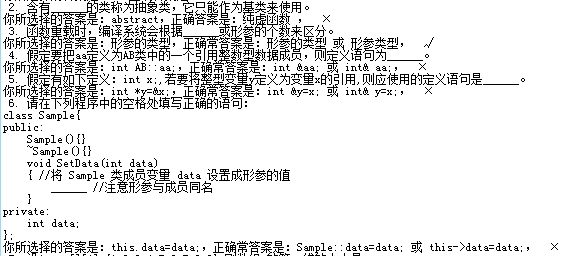 2. 含有______的类称为抽象类，它只能作为基类来使用。
你所选择的答案是：abstract，正确答案是：纯虚函数 ， ×
3. 函数重载时，编译系统会根据______或形参的个数来区分。
你所选择的答案是：形参的类型，正确答案是：形参的类型 或 形参类型， √
4. 假定要把aa定义为AB类中的一个引用整数型数据成员，则定义语句为______。
你所选择的答案是：int AB::aa;，正确答案是：int &aa; 或 int& aa;， ×
5. 假定有如下定义：int x;,若要将整型变量y定义为变量x的引用,则应使用的定义语句是______。
你所选择的答案是：int *y=&x;，正确答案是：int &y=x; 或 int& y=x;， ×
6. 请在下列程序中的空格处填写正确的语句：
class Sample{
public:
Sample(){}
~Sample(){}
void SetData(int data)
{ //将 Sample 类成员变量 data 设置成形参的值
______ //注意形参与成员同名
}
private:
int data;
};
你所选择的答案是：this.data=data;，正确答案是：Sample::data=data; 或 this->data=data;， ×